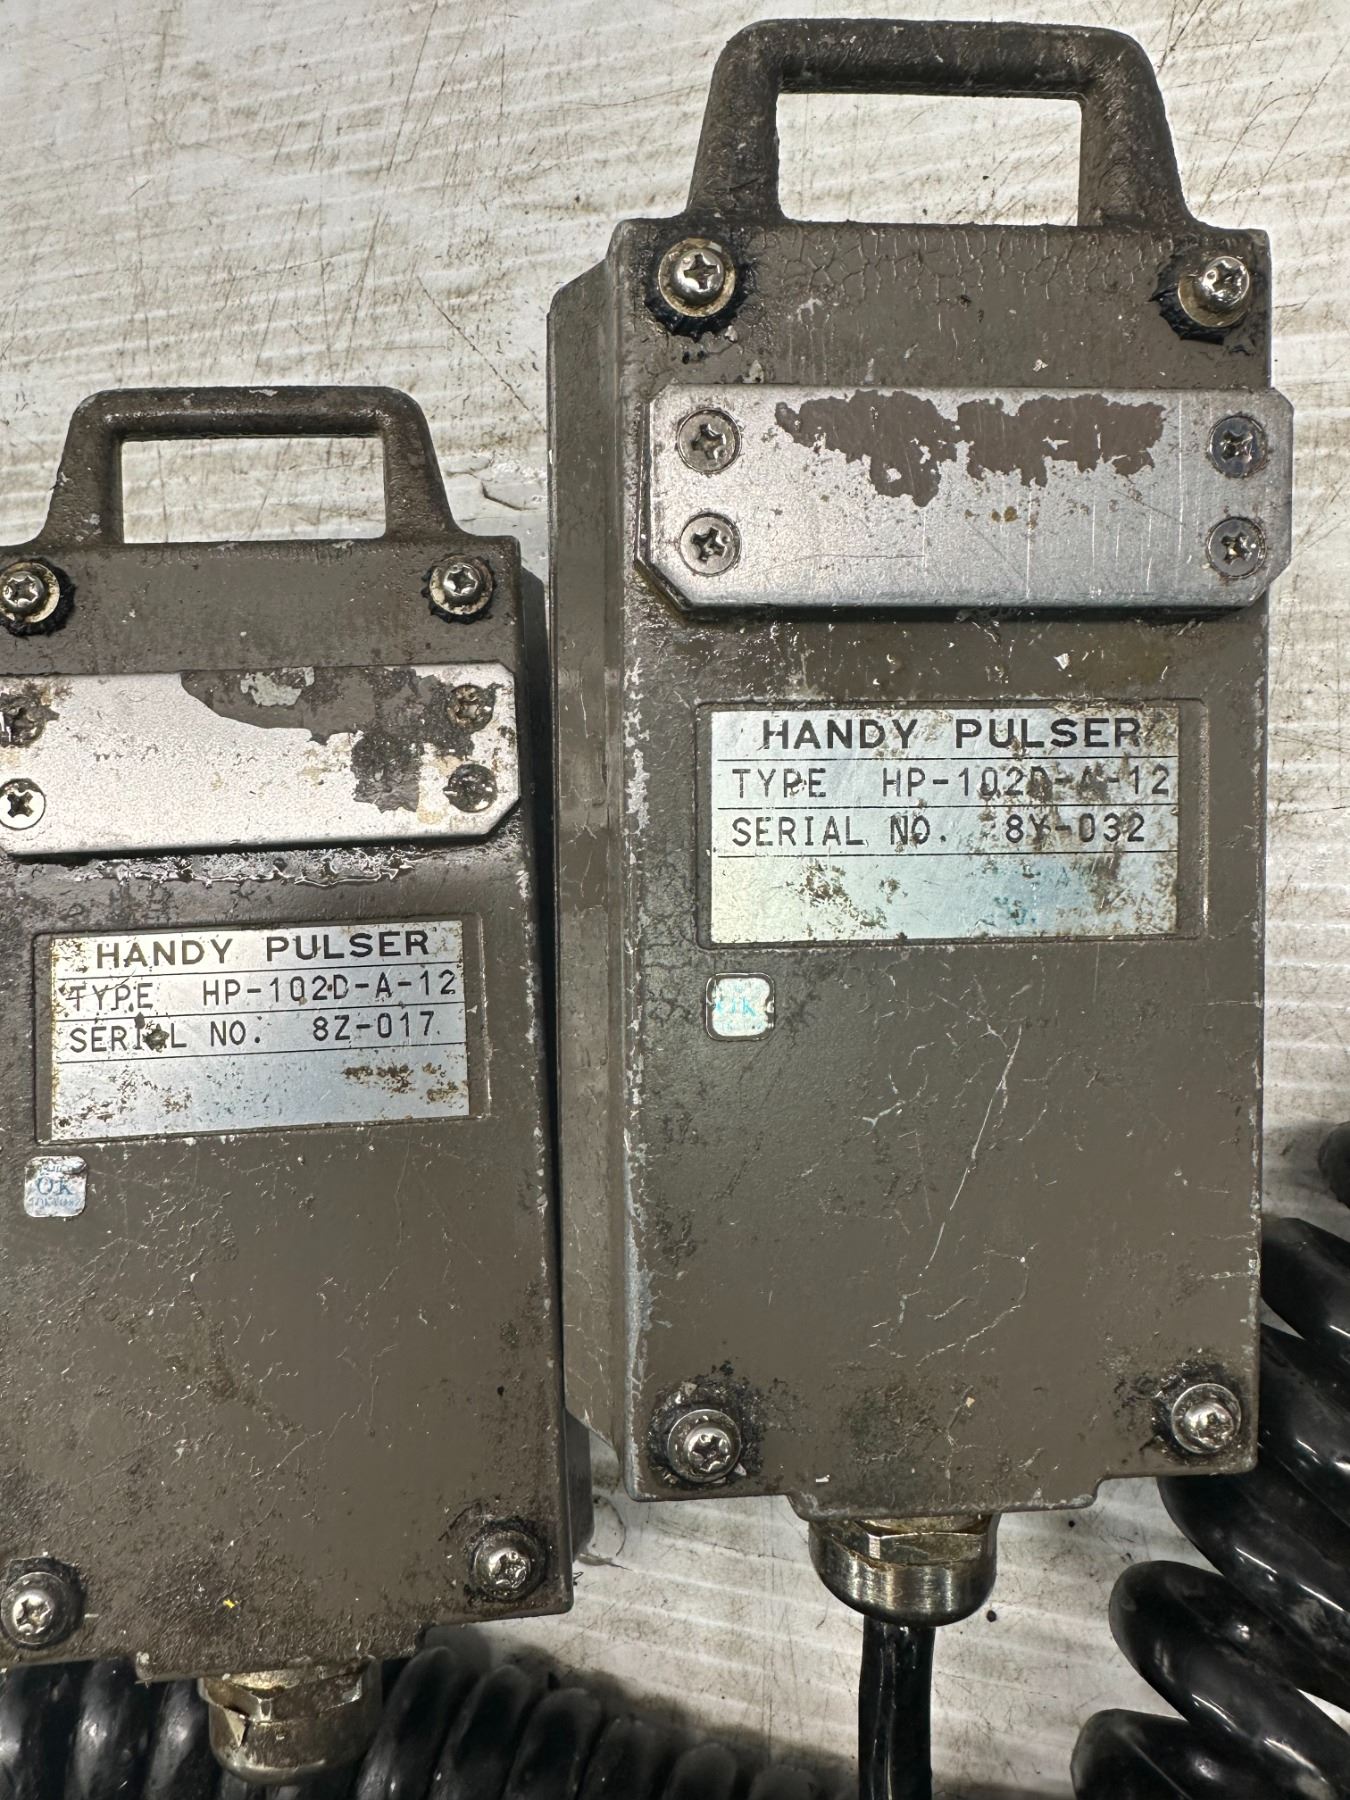 HANDY PULSER
TYPE HP-102D-A-12
SERIAL NO. 8Z-017
OK
HANDY PULSER
TYPE HP-102D-A-12
SERIAL NO. 8Y-032
OK